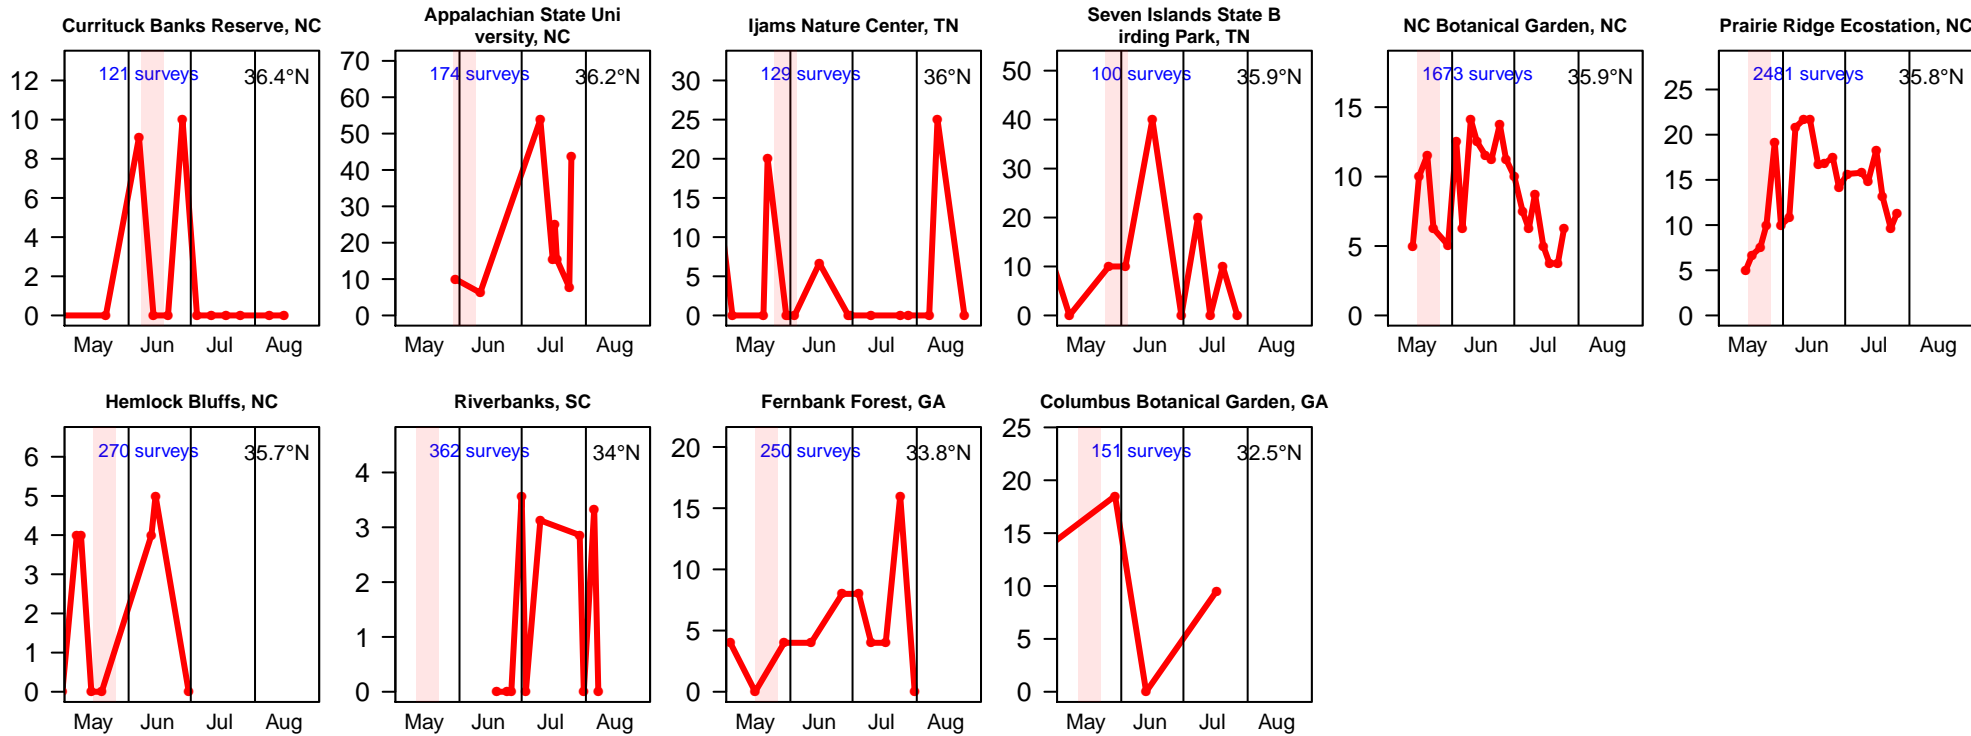 Currituck Banks Reserve, NC
121 surveys
36.4°N
12
10
8
6
4
2
0
May Jun Jul Aug
Appalachian State Uni
versity, NC
174 surveys
36.2°N
70
60
50
40
30
20
10
0
May Jun Jul Aug
Ijams Nature Center, TN
129 surveys
36°N
30
25
20
15
10
5
0
May Jun Jul Aug
Seven Islands State B
irding Park, TN
100 surveys
35.9°N
50
40
30
20
10
0
May Jun Jul Aug
NC Botanical Garden, NC
1673 surveys
35.9°N
15
10
5
0
May Jun Jul Aug
Prairie Ridge Ecostation, NC
2481 surveys
35.8°N
25
20
15
10
5
0
May Jun Jul Aug
Hemlock Bluffs, NC
270 surveys
35.7°N
6
5
4
3
2
1
0
May Jun Jul Aug
Riverbanks, SC
362 surveys
34°N
4
3
2
1
0
May Jun Jul Aug
Fernbank Forest, GA
250 surveys
33.8°N
20
15
10
5
0
May Jun Jul Aug
Columbus Botanical Garden, GA
151 surveys
32.5°N
25
20
15
10
5
0
May Jun Jul Aug